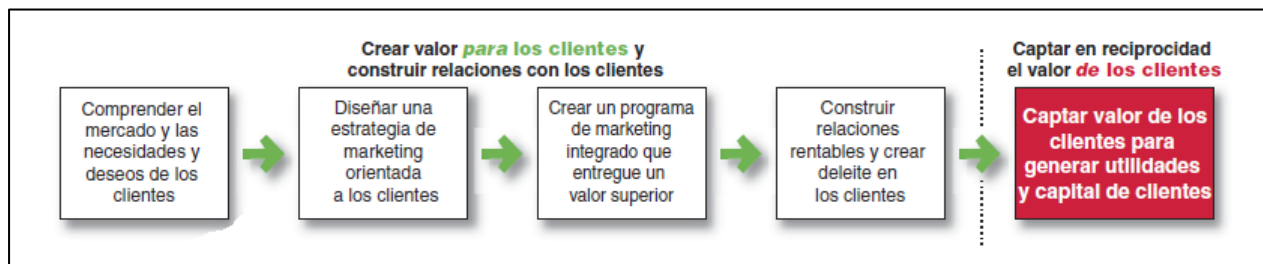 Crear valor para los clientes y
construir relaciones con los clientes
Captar en reciprocidad
el valor de los clientes
Comprender el
mercado y las
necesidades y
deseos de los
clientes
Diseñar una
estrategia de
marketing
orientada
a los clientes
Crear un programa
de marketing
integrado que
entregue un
valor superior
Construir
relaciones
rentables y crear
deleite en
los clientes
Captar valor de los
clientes para
generar utilidades
y capital de clientes